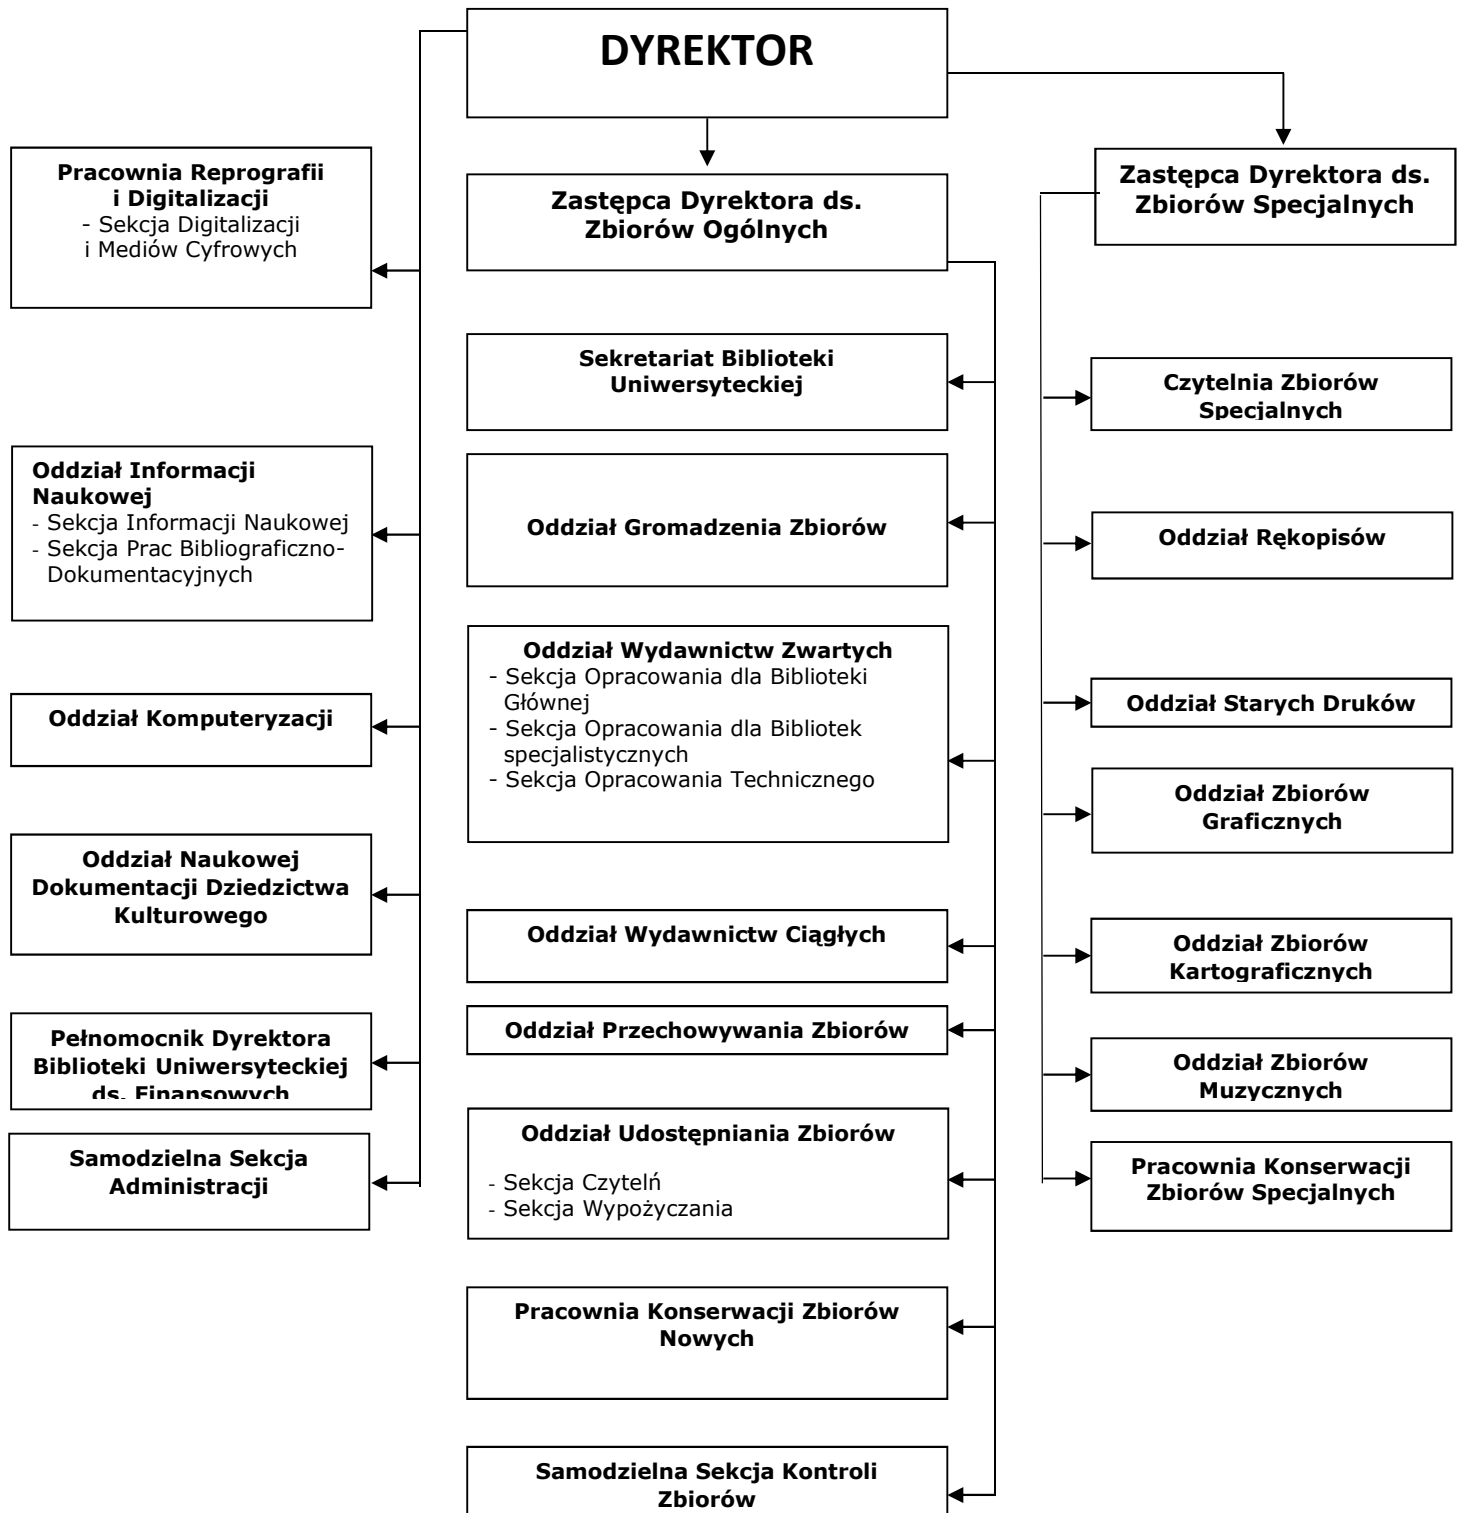 DYREKTOR
Pracownia Reprografii
i Digitalizacji
- Sekcja Digitalizacji
i Mediów Cyfrowych
Oddział Informacji
Naukowej
- Sekcja Informacji Naukowej
- Sekcja Prac Bibliograficzno-
Dokumentacyjnych
Oddział Komputeryzacji
Oddział Naukowej
Dokumentacji Dziedzictwa
Kulturowego
Pełnomocnik Dyrektora
Biblioteki Uniwersyteckiej
ds. Finansowych
Samodzielna Sekcja
Administracji
Zastępca Dyrektora ds.
Zbiorów Ogólnych
Sekretariat Biblioteki
Uniwersyteckiej
Oddział Gromadzenia Zbiorów
Oddział Wydawnictw Zwartych
- Sekcja Opracowania dla Biblioteki
Głównej
- Sekcja Opracowania dla Bibliotek
specjalistycznych
- Sekcja Opracowania Technicznego
Oddział Wydawnictw Ciągłych
Oddział Przechowywania Zbiorów
Oddział Udostępniania Zbiorów
- Sekcja Czytelń
- Sekcja Wypożyczania
Pracownia Konserwacji Zbiorów
Nowych
Samodzielna Sekcja Kontroli
Zbiorów
Zastępca Dyrektora ds.
Zbiorów Specjalnych
Czytelnia Zbiorów
Specjalnych
Oddział Rękopisów
Oddział Starych Druków
Oddział Zbiorów
Graficznych
Oddział Zbiorów
Kartograficznych
Oddział Zbiorów
Muzycznych
Pracownia Konserwacji
Zbiorów Specjalnych